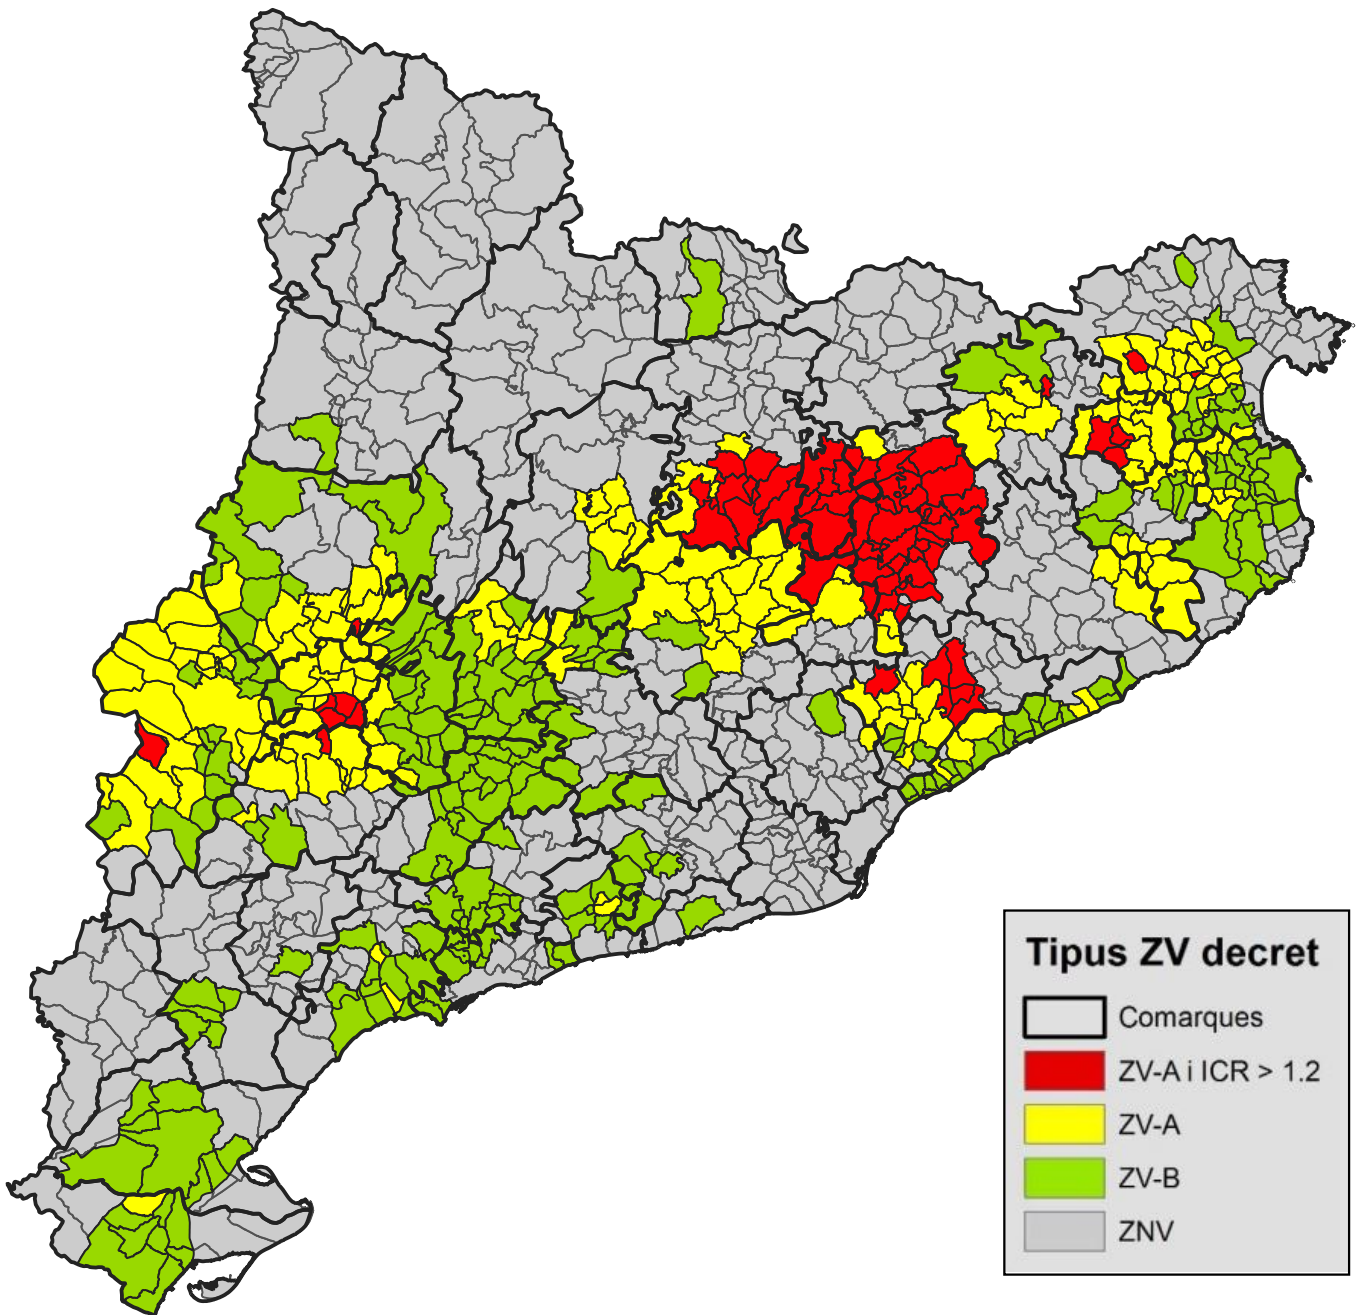 Tipus ZV decret
Comarques
ZV-A i ICR > 1.2
ZV-A
ZV-B
ZNV